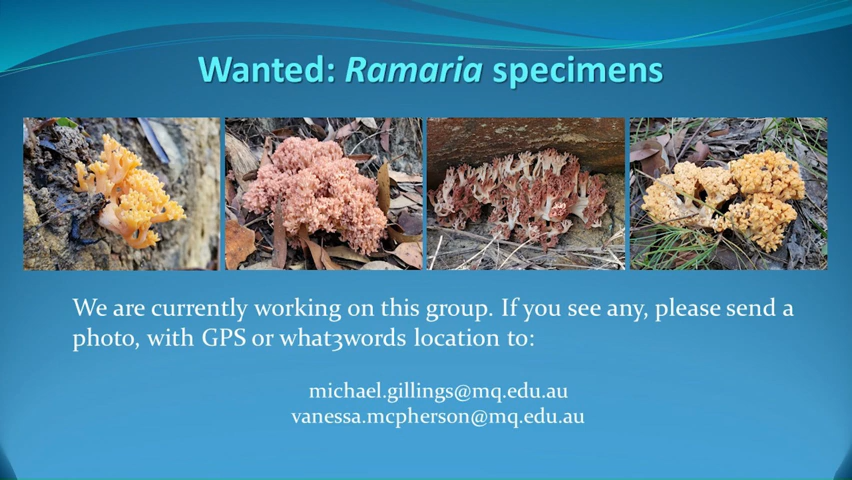 Wanted: Ramaria specimens
We are currently working on this group. If you see any, please send a
photo, with GPS or what3words location to:
michael.gillings@mq.edu.au
vanessa.mcpherson@mq.edu.au